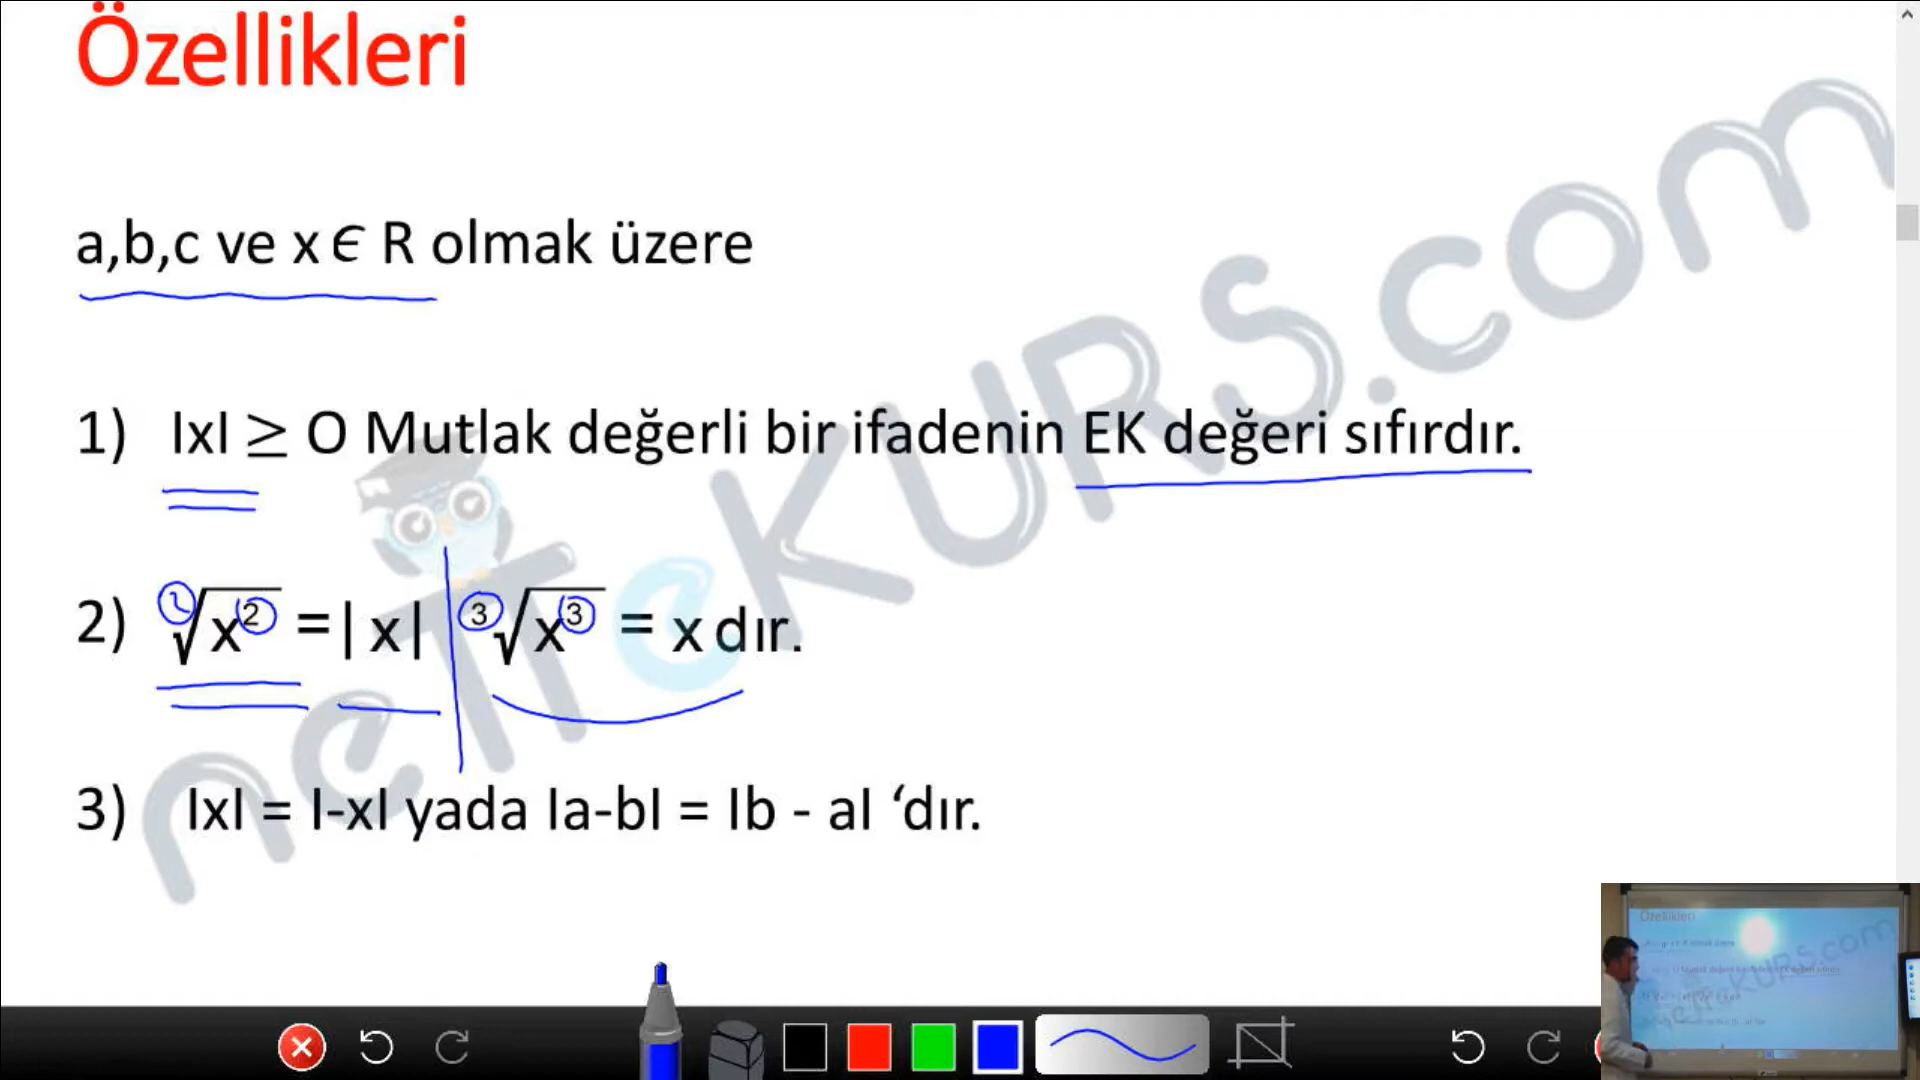 Özellikleri
a,b,c ve x ϵ R olmak üzere
1) IxI ≥ O Mutlak değerli bir ifadenin EK değeri sıfırdır.
2) ²√x² = | x | ³√x³ = x dır.
3) IxI = I-xI yada Ia-bI = Ib - aI ‘dır.
netteKURS.com